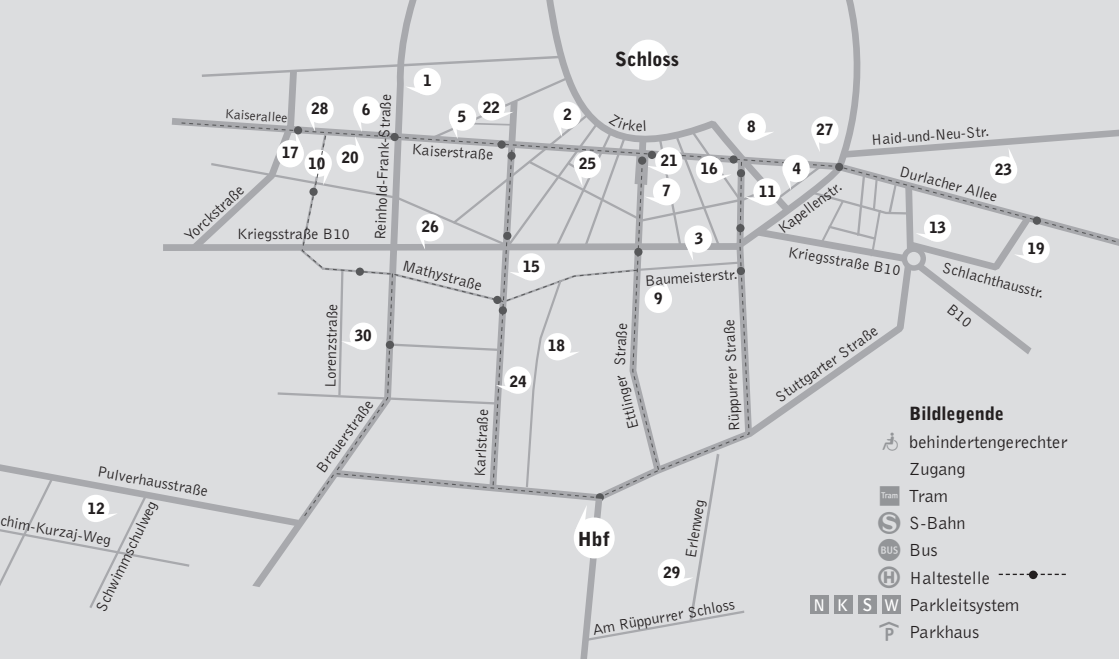 Schloss
1
28
6
5
22
2
Zirkel
8
27
Haid-und-Neu-Str.
Kaiserallee
17
10
20
Reinhold-Frank-Straße
Kaiserstraße
25
21
7
16
11
4
23
Durlacher Allee
Kapellenstr.
Yorckstraße
Kriegsstraße B10
26
3
13
19
Mathystraße
15
Baumeisterstr.
Kriegsstraße B10
Schlachthausstr.
9
B10
Lorenzstraße
30
18
24
Ettlinger Straße
Rüppurrer Straße
Stuttgarter Straße
Brauerstraße
Karlstraße
Pulverhausstraße
12
chim-Kurzaj-Weg
Schwimmschulweg
Hbf
29
Erlenweg
Am Rüppurrer Schloss
Bildlegende
behindertengerechter
Zugang
Tram Tram
S S-Bahn
BUS Bus
H Haltestelle
N K S W Parkleitsystem
P Parkhaus